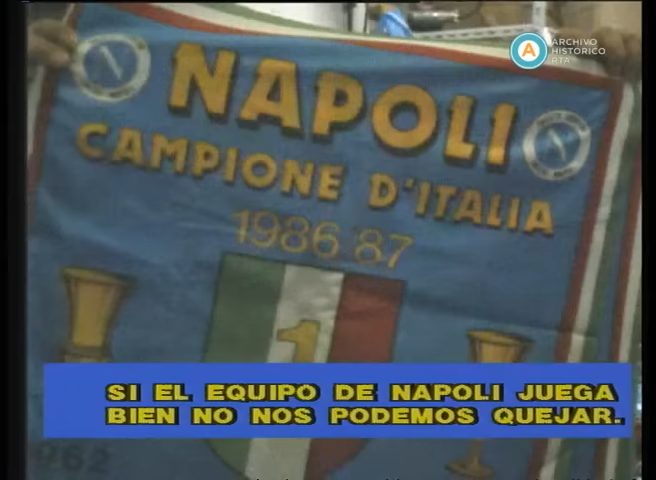 ARCHIVO
HISTORICO
RTA
NAPOLI
CAMPIONE D'ITALIA
1986 '87
1
SI EL EQUIPO DE NAPOLI JUEGA
BIEN NO NOS PODEMOS QUEJAR.